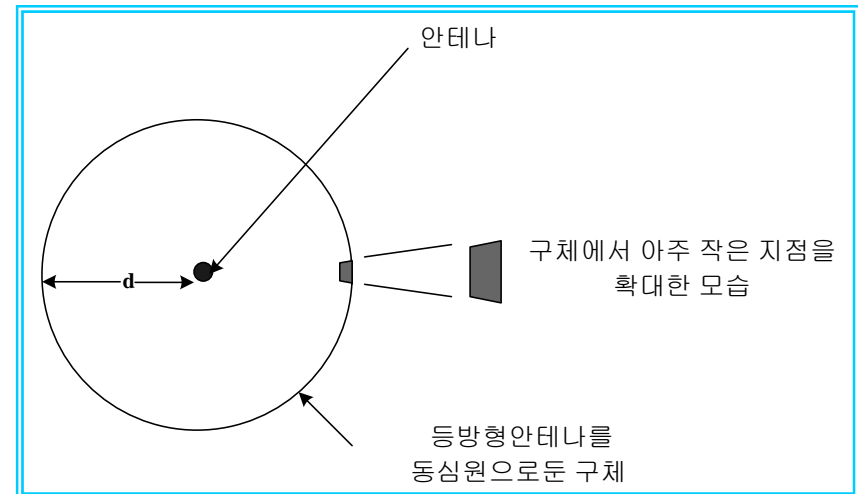 안테나
d
구체에서 아주 작은 지점을
확대한 모습
등방형안테나를
동심원으로둔 구체